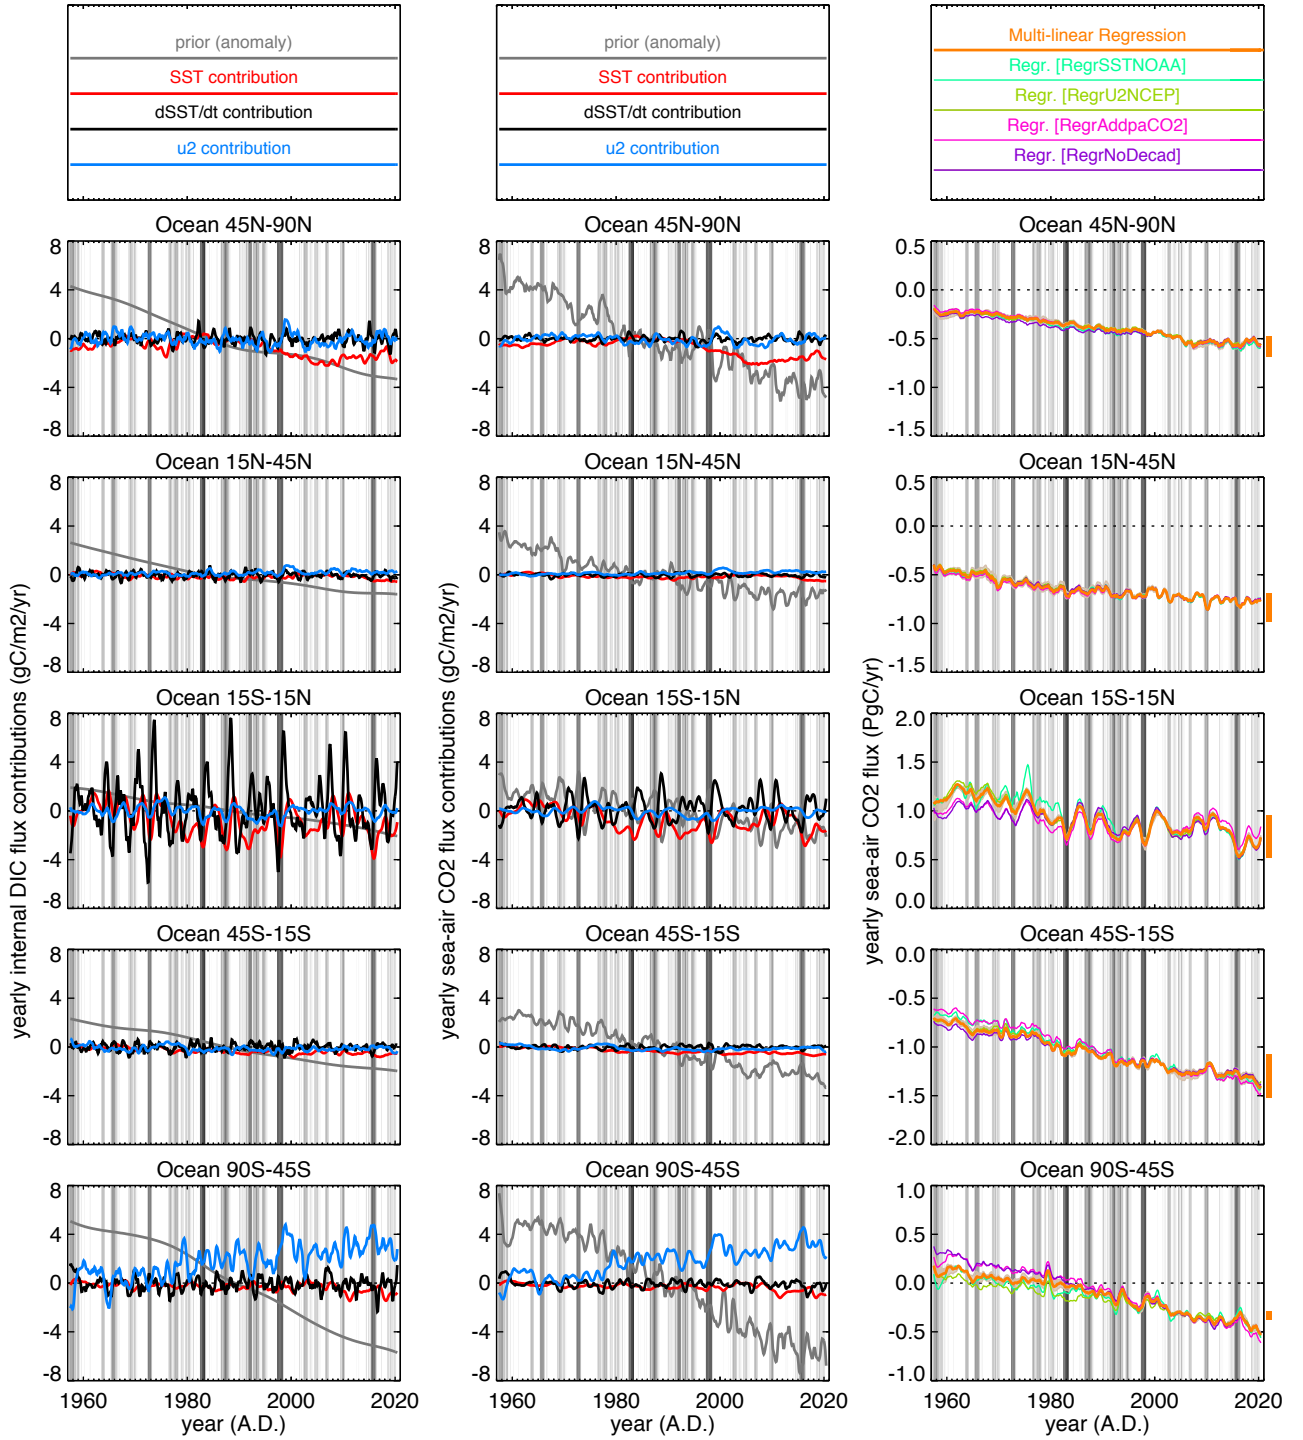 prior (anomaly)
SST contribution
dSST/dt contribution
u2 contribution
prior (anomaly)
SST contribution
dSST/dt contribution
u2 contribution
Multi-linear Regression
Regr. [RegrSSTNOAA]
Regr. [RegrU2NCEP]
Regr. [RegrAddpaCO2]
Regr. [RegrNoDecad]
Ocean 45N-90N
8
4
0
-4
-8
Ocean 45N-90N
8
4
0
-4
-8
Ocean 45N-90N
0.5
0.0
-0.5
-1.0
-1.5
Ocean 15N-45N
8
4
0
-4
-8
Ocean 15N-45N
8
4
0
-4
-8
Ocean 15N-45N
0.5
0.0
-0.5
-1.0
-1.5
Ocean 15S-15N
8
4
0
-4
-8
Ocean 15S-15N
8
4
0
-4
-8
Ocean 15S-15N
2.0
1.5
1.0
0.5
0.0
Ocean 45S-15S
8
4
0
-4
-8
Ocean 45S-15S
8
4
0
-4
-8
Ocean 45S-15S
-0.0
-0.5
-1.0
-1.5
-2.0
Ocean 90S-45S
8
4
0
-4
-8
Ocean 90S-45S
8
4
0
-4
-8
Ocean 90S-45S
1.0
0.5
0.0
-0.5
-1.0
yearly internal DIC flux contributions (gC/m2/yr)
yearly sea-air CO2 flux contributions (gC/m2/yr)
yearly sea-air CO2 flux (PgC/yr)
1960 1980 2000 2020
year (A.D.)
1960 1980 2000 2020
year (A.D.)
1960 1980 2000 2020
year (A.D.)